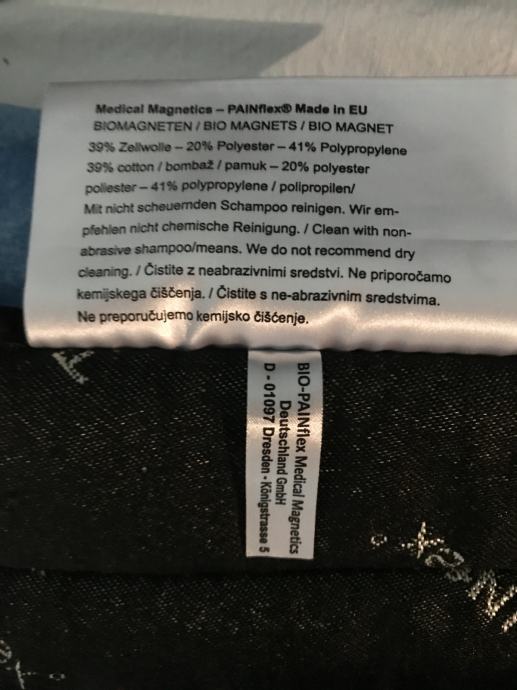 Medical Magnetics – PAINflex® Made in EU
BIOMAGNETEN / BIO MAGNETS / BIO MAGNET
39% Zellwolle – 20% Polyester – 41% Polypropylene
39% cotton / bombaž / pamuk – 20% polyester
poliester – 41% polypropylene / polipropilen/
Mit nicht scheuernden Schampoo reinigen. Wir em-
pfehlen nicht chemische Reinigung. / Clean with non-
abrasive shampoo/means. We do not recommend dry
cleaning. / Čistite z neabrazivnimi sredstvi. Ne priporočamo
kemijskega čiščenja. / Čistite s ne-abrazivnim sredstvima.
Ne preporučujemo kemijsko čišćenje.
BIO-PAINflex Medical Magnetics
Deutschland GmbH
D - 01097 Dresden - Königstrasse 5